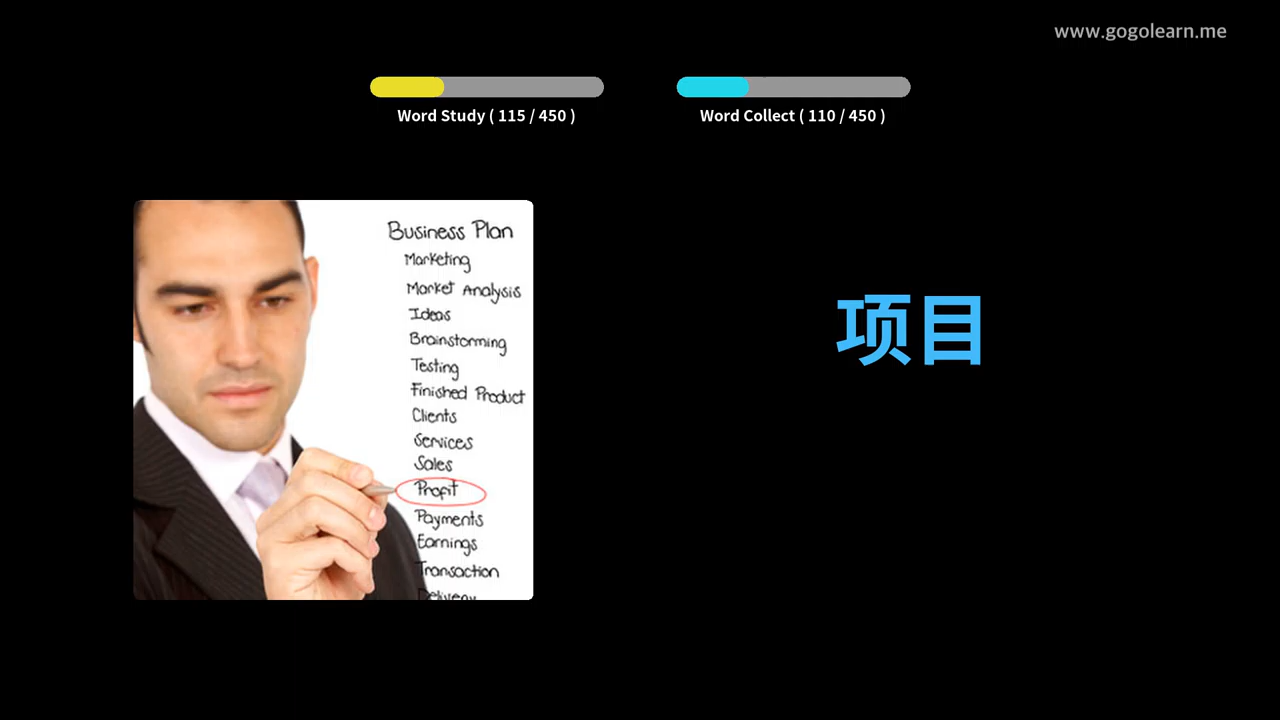 www.gogolearn.me
Word Study ( 115 / 450 )
Word Collect ( 110 / 450 )
Business Plan
Marketing
Market Analysis
Ideas
Brainstorming
Testing
Finished Product
Clients
Services
Sales
Profit
Payments
Earnings
Transaction
Delivery
项目